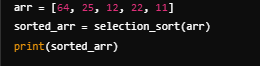 arr = [64, 25, 12, 22, 11]
sorted_arr = selection_sort(arr)
print(sorted_arr)